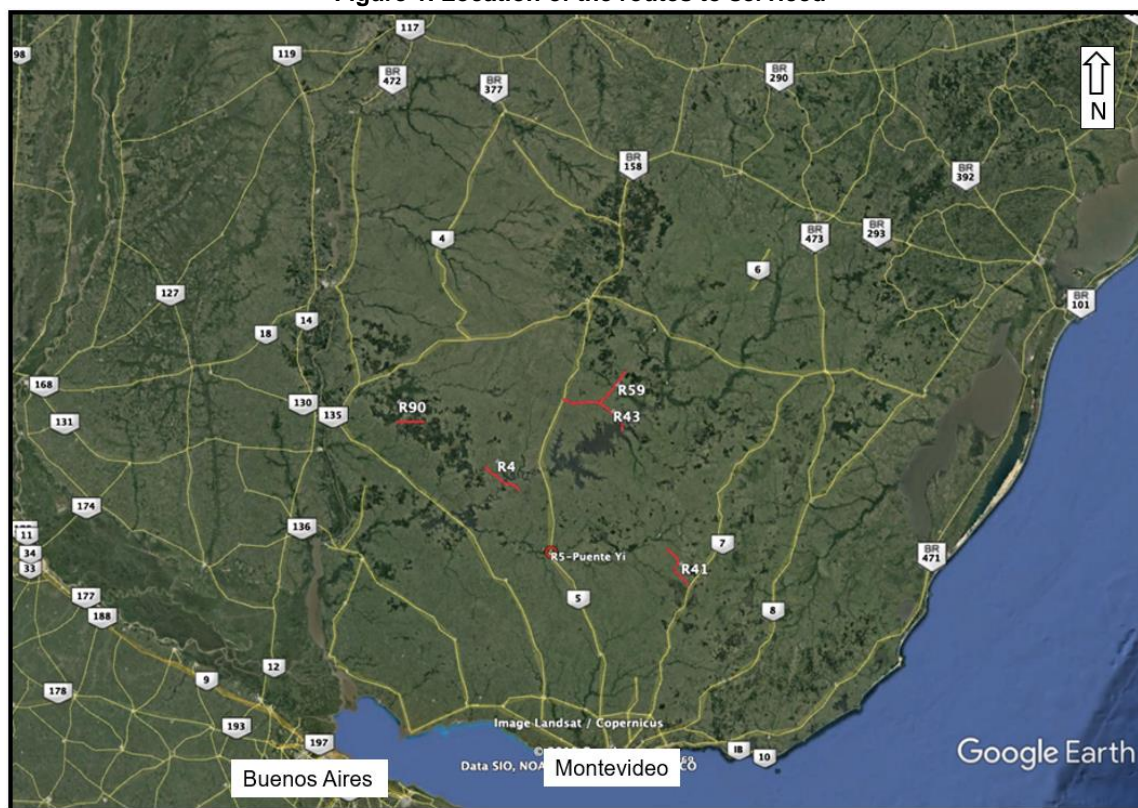 Figure 1. Location of the routes to serviced
117
98
119
BR
472
BR
377
BR
290
N
BR
158
BR
392
4
BR
473
BR
293
6
127
BR
101
14
18
168
130
135
131
R90
R59
R43
R4
174
136
11
34
33
R5-Puente Yi
7
R41
BR
471
177
188
5
8
12
9
178
193
197
Image Landsat / Copernicus
IB
10
Data SIO, NOA
CO
Buenos Aires
Montevideo
Google Earth